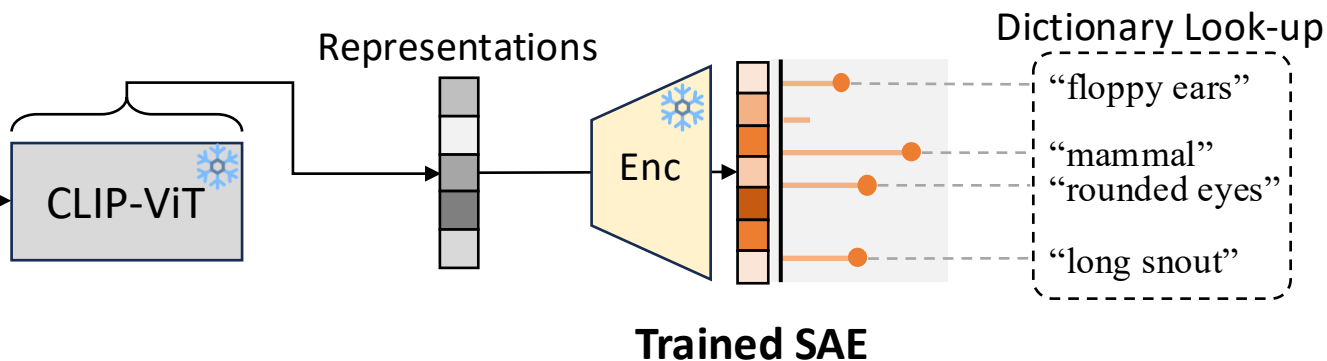 Dictionary Look-up
Representations
“floppy ears”
Enc
“mammal”
CLIP-ViT
“rounded eyes”
“long snout”
Trained SAE